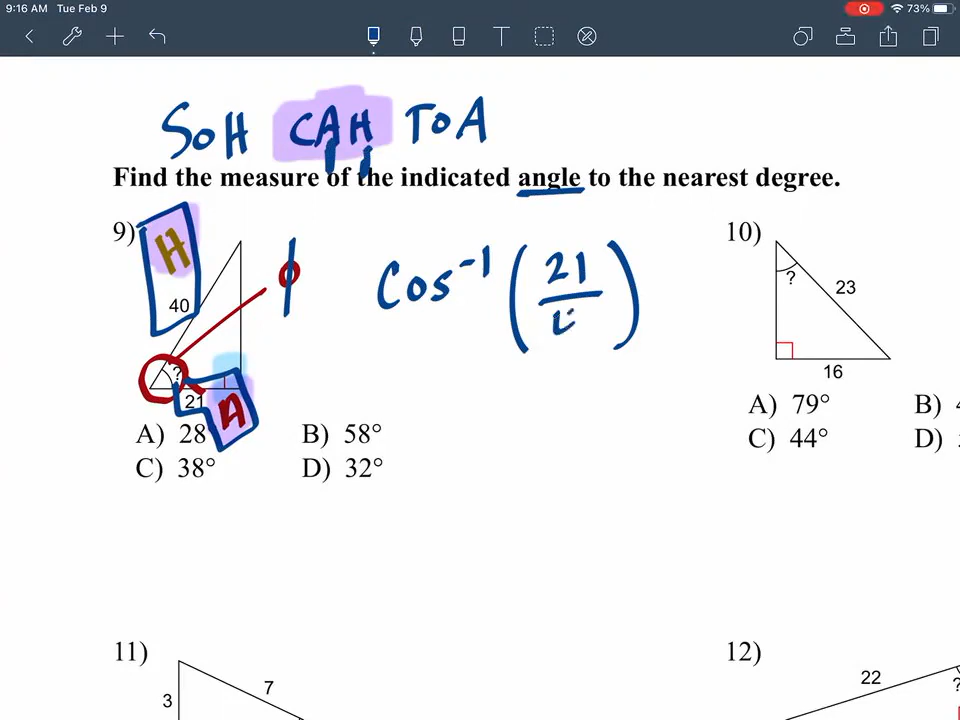 9:16 AM Tue Feb 9
73%
T
SOH CAH TOA
Find the measure of the indicated angle to the nearest degree.
9)
H
O
40
?
21
A
cos⁻¹(21/
A) 28°
B) 58°
C) 38°
D) 32°
10)
?
23
16
A) 79°
B)
C) 44°
D)
11)
3
7
12)
22
?